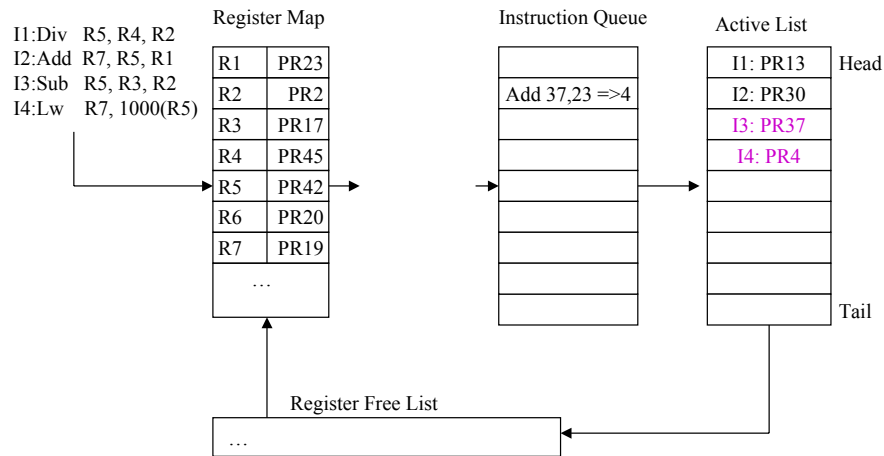 Register Map
Instruction Queue
Active List
I1:Div R5, R4, R2
I2:Add R7, R5, R1
I3:Sub R5, R3, R2
I4:Lw R7, 1000(R5)
R1 PR23
R2 PR2
R3 PR17
R4 PR45
R5 PR42
R6 PR20
R7 PR19
…
Add 37,23 =>4
I1: PR13
I2: PR30
I3: PR37
I4: PR4
Head
Tail
Register Free List
…